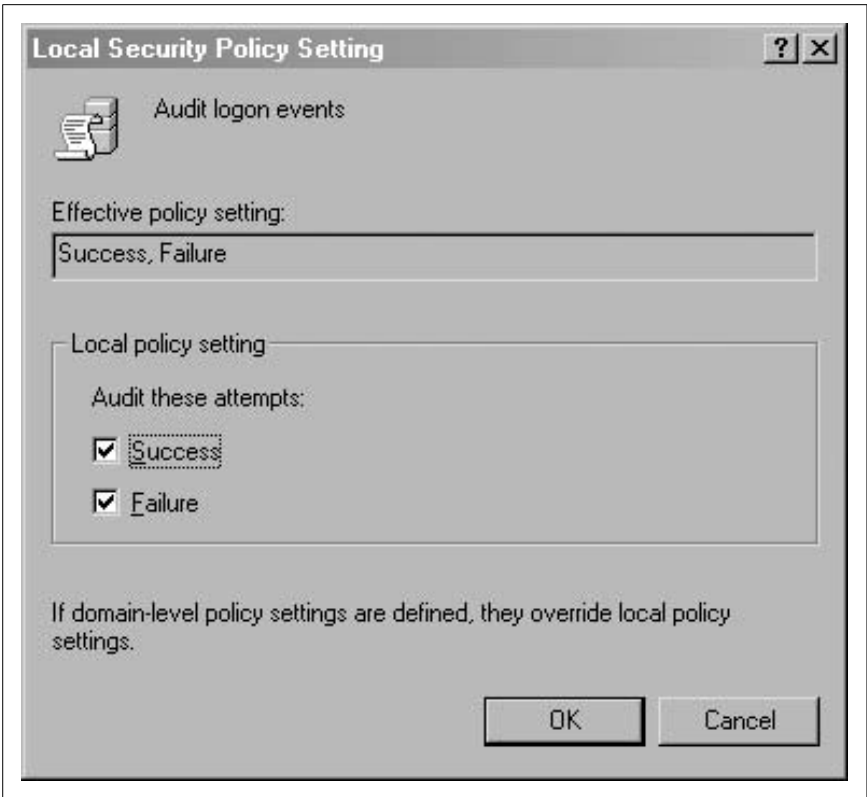 Local Security Policy Setting
Audit logon events
Effective policy setting:
Success, Failure
Local policy setting
Audit these attempts:
Success
Failure
If domain-level policy settings are defined, they override local policy
settings.
OK Cancel